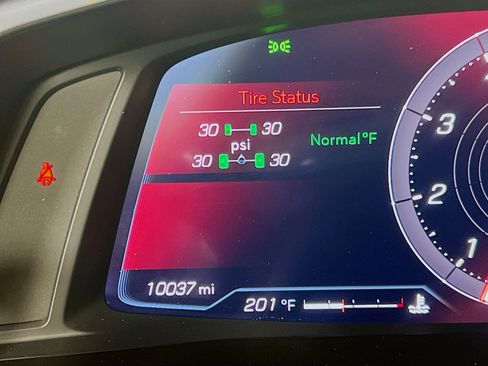 Tire Status
30 30
psi
30 30
Normal°F
3
2
1
10037 mi
201 °F